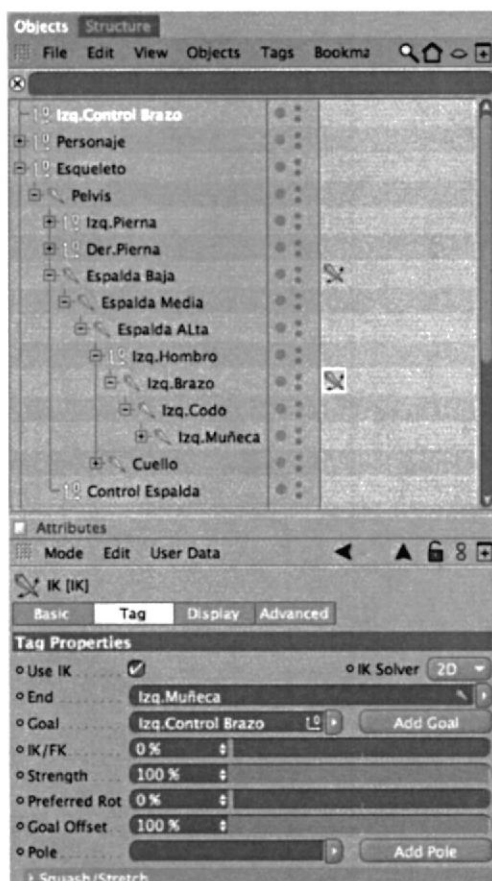 Objects Structure
File Edit View Objects Tags Bookma
Izq.Control Brazo
Personaje
Esqueleto
Pelvis
Izq.Pierna
Der.Pierna
Espalda Baja
Espalda Media
Espalda ALta
Izq.Hombro
Izq.Brazo
Izq.Codo
Izq.Muñeca
Cuello
Control Espalda
Attributes
Mode Edit User Data
IK [IK]
Basic Tag Display Advanced
Tag Properties
Use IK IK Solver 2D
End Izq.Muñeca
Goal Izq.Control Brazo Add Goal
IK/FK 0 %
Strength 100 %
Preferred Rot 0 %
Goal Offset 100 %
Pole Add Pole
Squash/Stretch